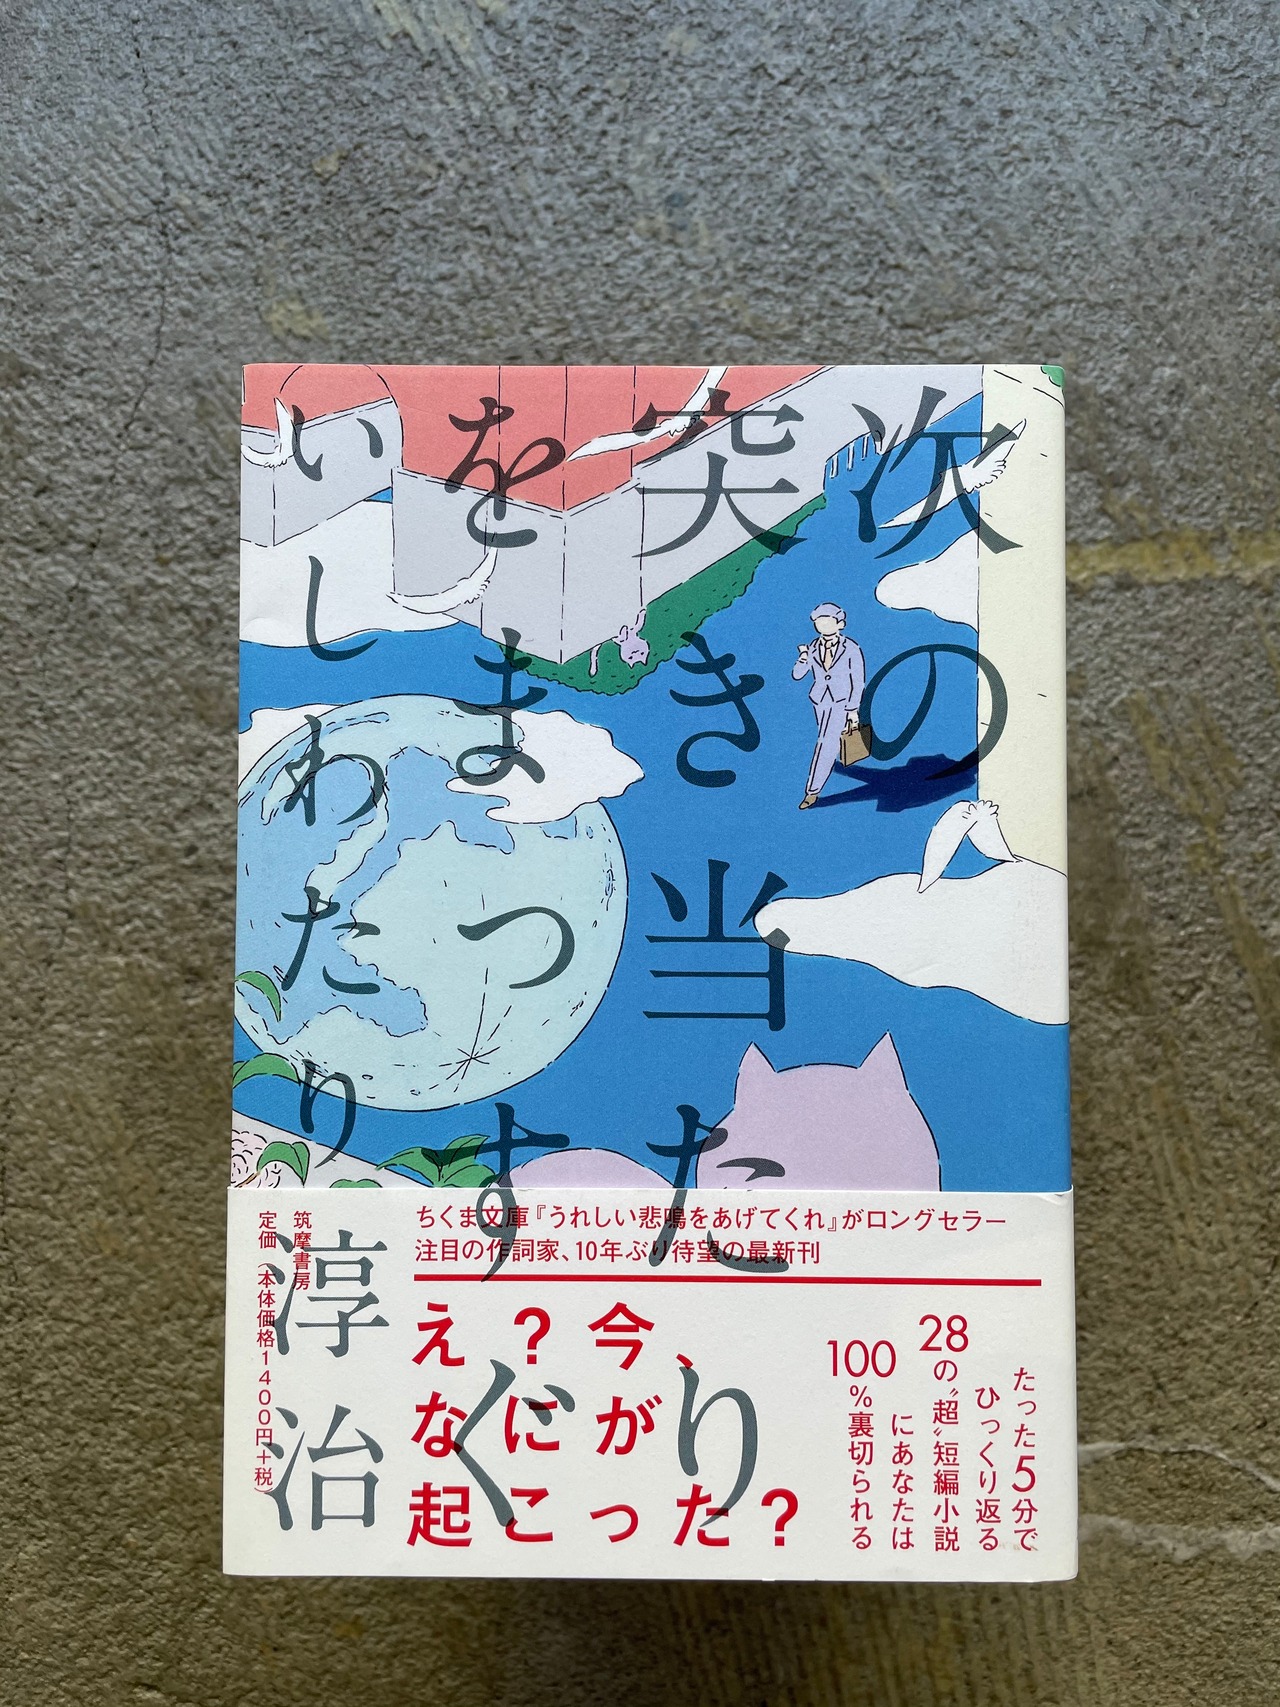 次の
突き当たり
をまっすぐ
いしわたり
淳治
ちくま文庫『うれしい悲鳴をあげてくれ』がロングセラー
注目の作詞家、10年ぶり待望の最新刊
え?今、
なにが
起こった?
たった5分で
ひっくり返る
28の〝超〟短編小説
にあなたは
100%裏切られる
筑摩書房
定価(本体価格1400円+税)